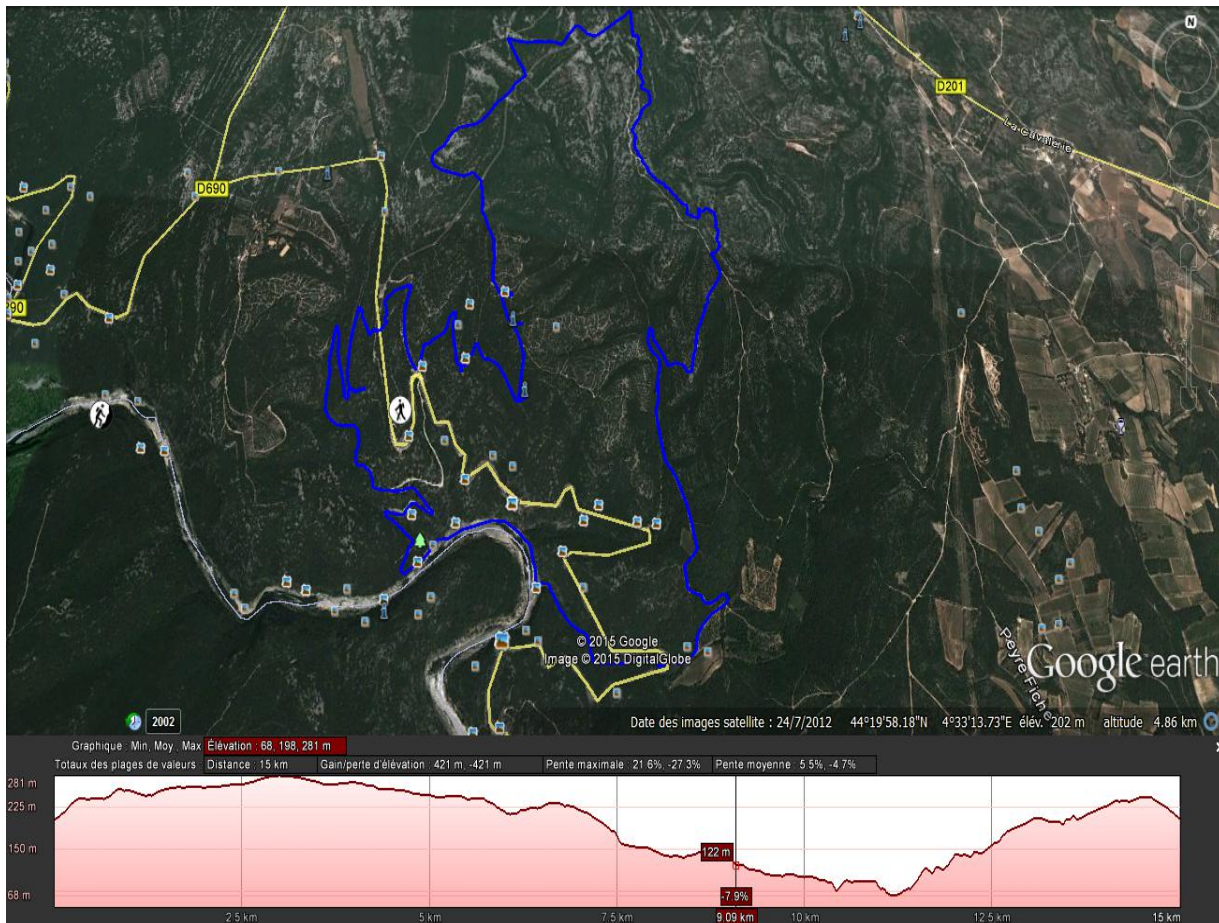 N
D201
La Cavalerie
D690
P90
© 2015 Google
Image © 2015 DigitalGlobe
Peyre Fiche
Google earth
2002
Date des images satellite : 24/7/2012 44°19'58.18"N 4°33'13.73"E élév. 202 m altitude 4.86 km
Graphique : Min, Moy., Max Élévation : 68, 198, 281 m
Totaux des plages de valeurs : Distance : 15 km Gain/perte d'élévation : 421 m, -421 m Pente maximale : 21.6%, -27.3% Pente moyenne : 5.5%, -4.7%
281 m
225 m
150 m
122 m
68 m
-7.9%
2.5 km 5 km 7.5 km 9.09 km 10 km 12.5 km 15 km